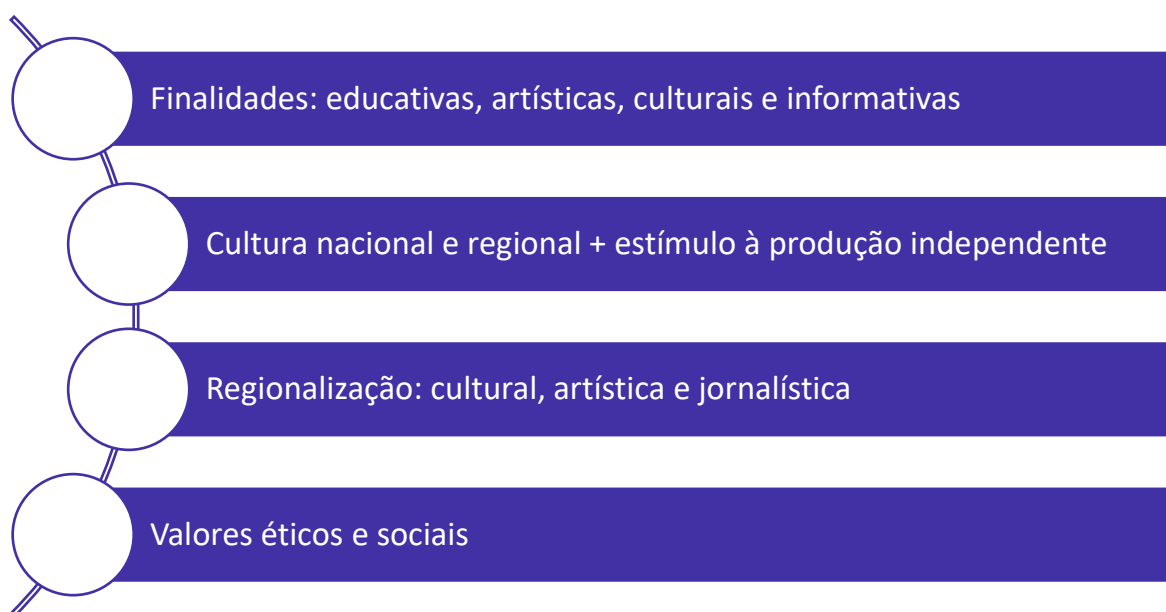 Finalidades: educativas, artísticas, culturais e informativas
Cultura nacional e regional + estímulo à produção independente
Regionalização: cultural, artística e jornalística
Valores éticos e sociais